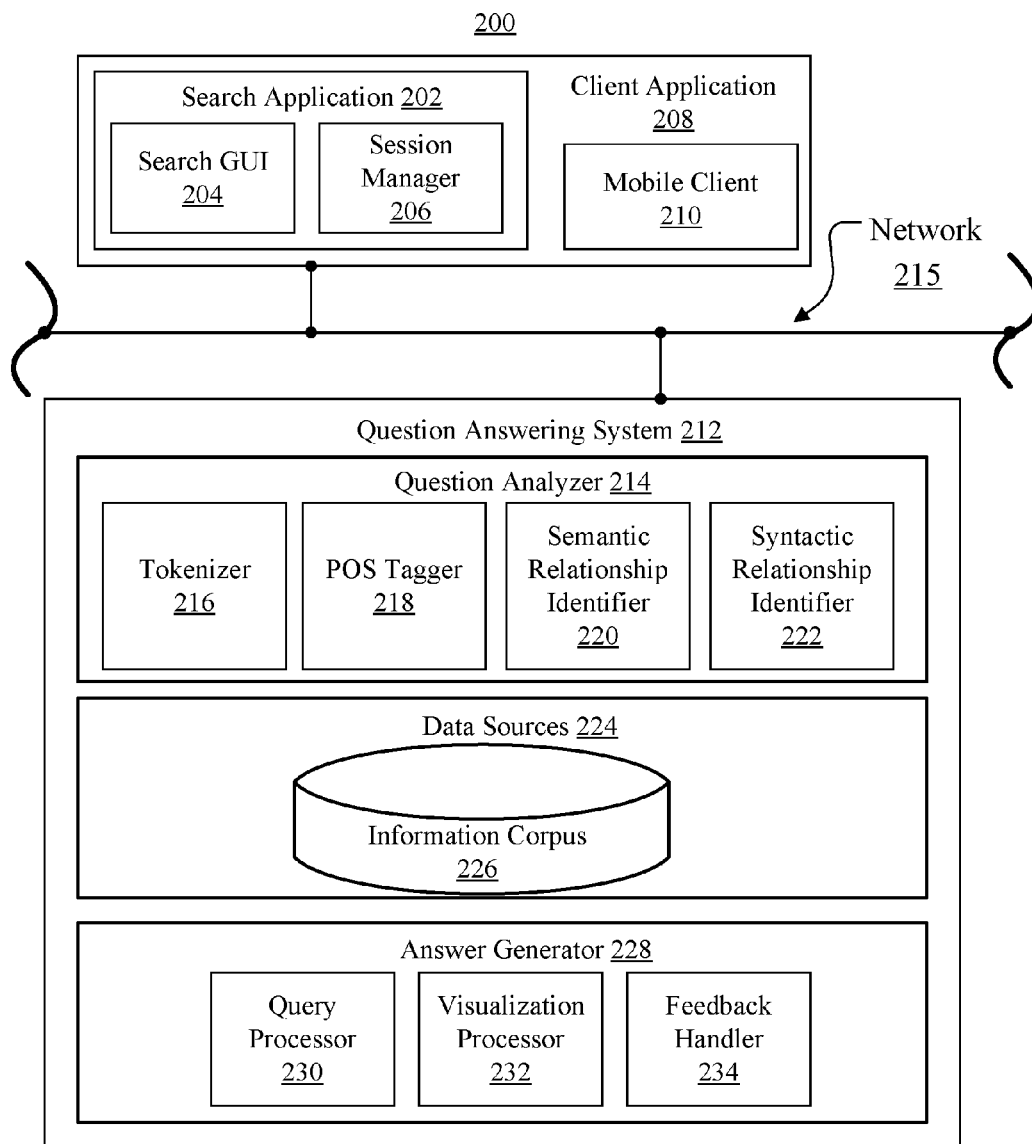 200
Search Application 202
Search GUI
204
Session
Manager
206
Client Application
208
Mobile Client
210
Network
215
Question Answering System 212
Question Analyzer 214
Tokenizer
216
POS Tagger
218
Semantic
Relationship
Identifier
220
Syntactic
Relationship
Identifier
222
Data Sources 224
Information Corpus
226
Answer Generator 228
Query
Processor
230
Visualization
Processor
232
Feedback
Handler
234